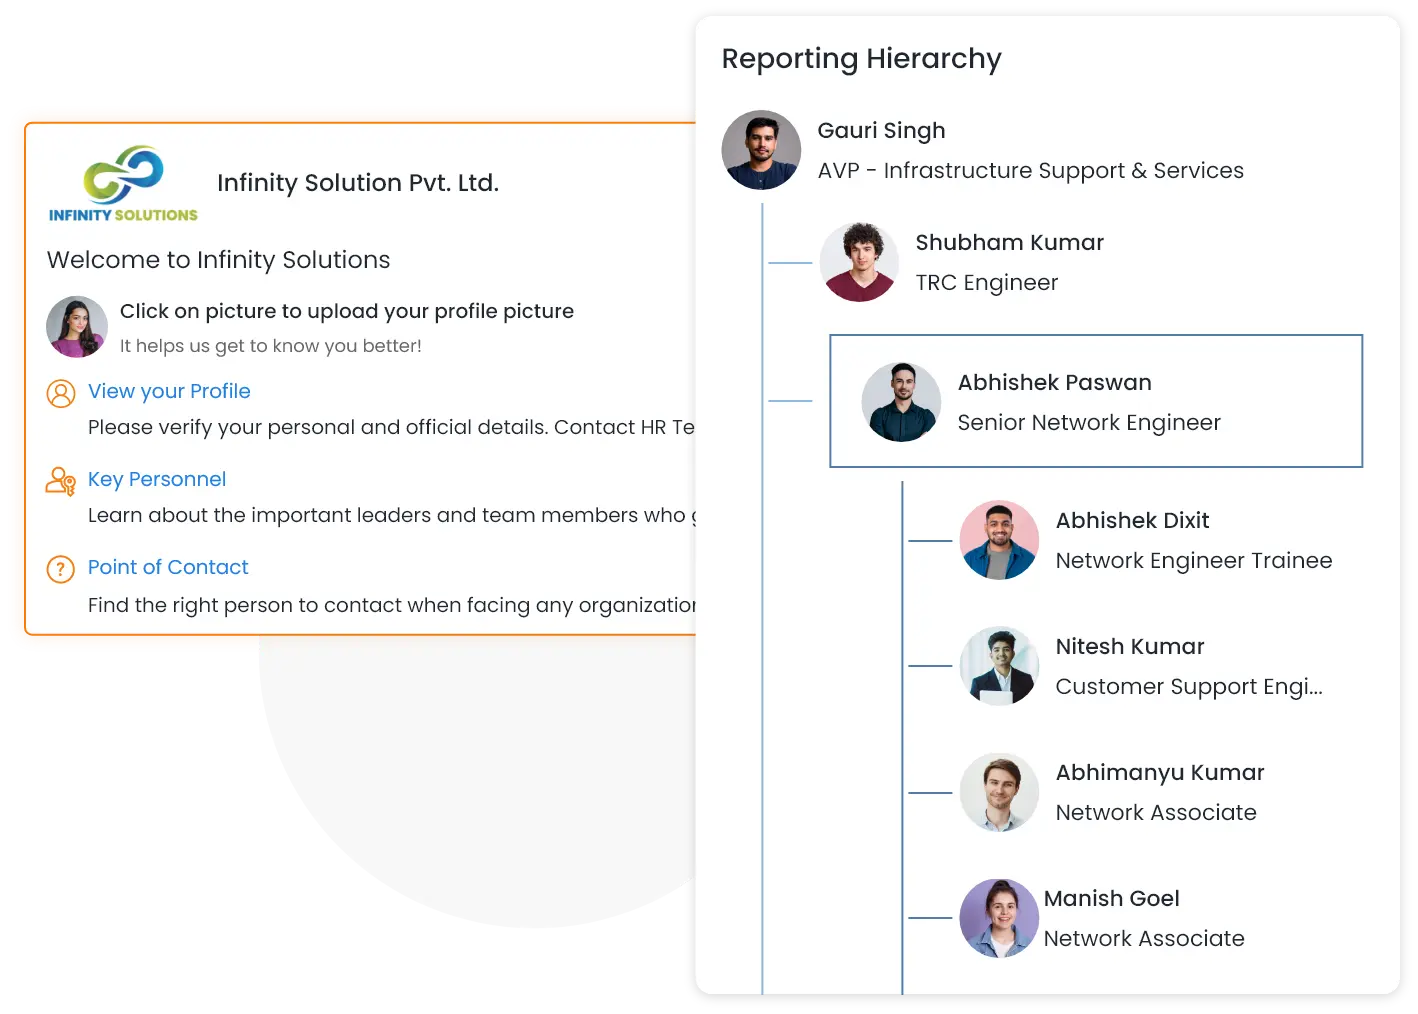 INFINITY SOLUTIONS
Infinity Solution Pvt. Ltd.
Welcome to Infinity Solutions
Click on picture to upload your profile picture
It helps us get to know you better!
View your Profile
Please verify your personal and official details. Contact HR Te
Key Personnel
Learn about the important leaders and team members who
Point of Contact
?
Find the right person to contact when facing any organization
Reporting Hierarchy
Gauri Singh
AVP - Infrastructure Support & Services
Shubham Kumar
TRC Engineer
Abhishek Paswan
Senior Network Engineer
Abhishek Dixit
Network Engineer Trainee
Nitesh Kumar
Customer Support Engi...
Abhimanyu Kumar
Network Associate
Manish Goel
Network Associate